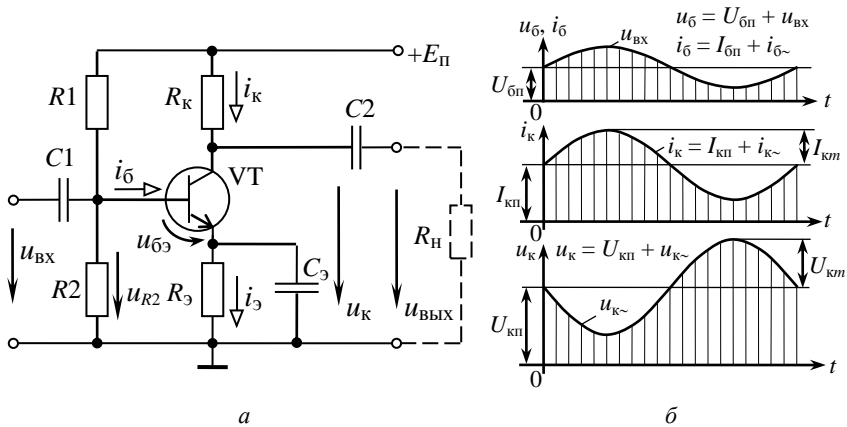 +Eп
R1
Rк
iк
C2
C1
iб
VT
uбэ
uвх
R2
uR2
Rэ
iэ
Cэ
uк
uвых
Rн
а
uб, iб
uвх
uб = Uбп + uвх
iб = Iбп + iб~
Uбп
0
t
iк
iк = Iкп + iк~
Iкm
Iкп
0
t
uк
uк = Uкп + uк~
Uкm
uк~
Uкп
0
t
б